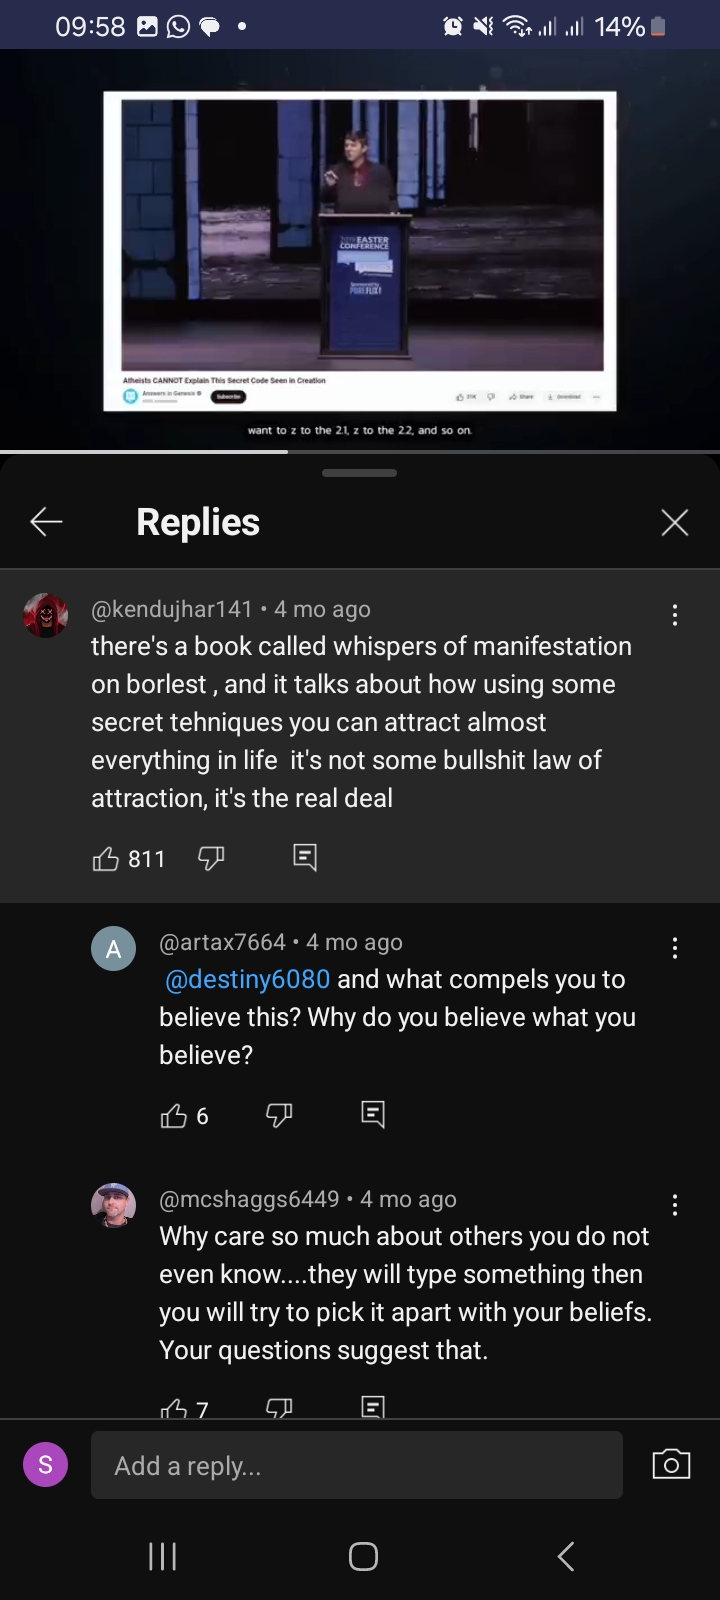 09:58
14%
EASTER
CONFERENCE
Sponsored by
PURE FLIX
Atheists CANNOT Explain This Secret Code Seen in Creation
Answers in Genesis
Subscribe
Share
Download
want to z to the 2.1, z to the 2.2, and so on.
Replies
@kendujhar141 • 4 mo ago
there's a book called whispers of manifestation
on borlest , and it talks about how using some
secret tehniques you can attract almost
everything in life  it's not some bullshit law of
attraction, it's the real deal
811
A
@artax7664 • 4 mo ago
@destiny6080 and what compels you to
believe this? Why do you believe what you
believe?
6
@mcshaggs6449 • 4 mo ago
Why care so much about others you do not
even know....they will type something then
you will try to pick it apart with your beliefs.
Your questions suggest that.
7
S
Add a reply...